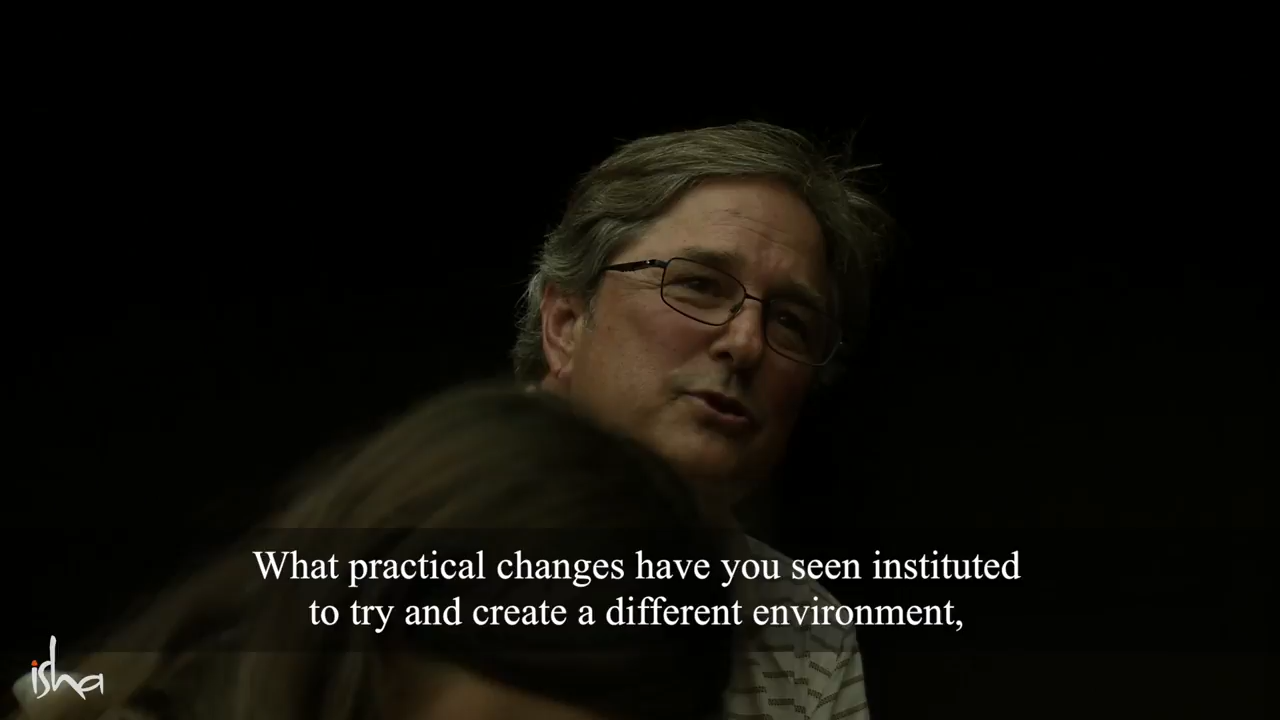 What practical changes have you seen instituted
to try and create a different environment,
isha